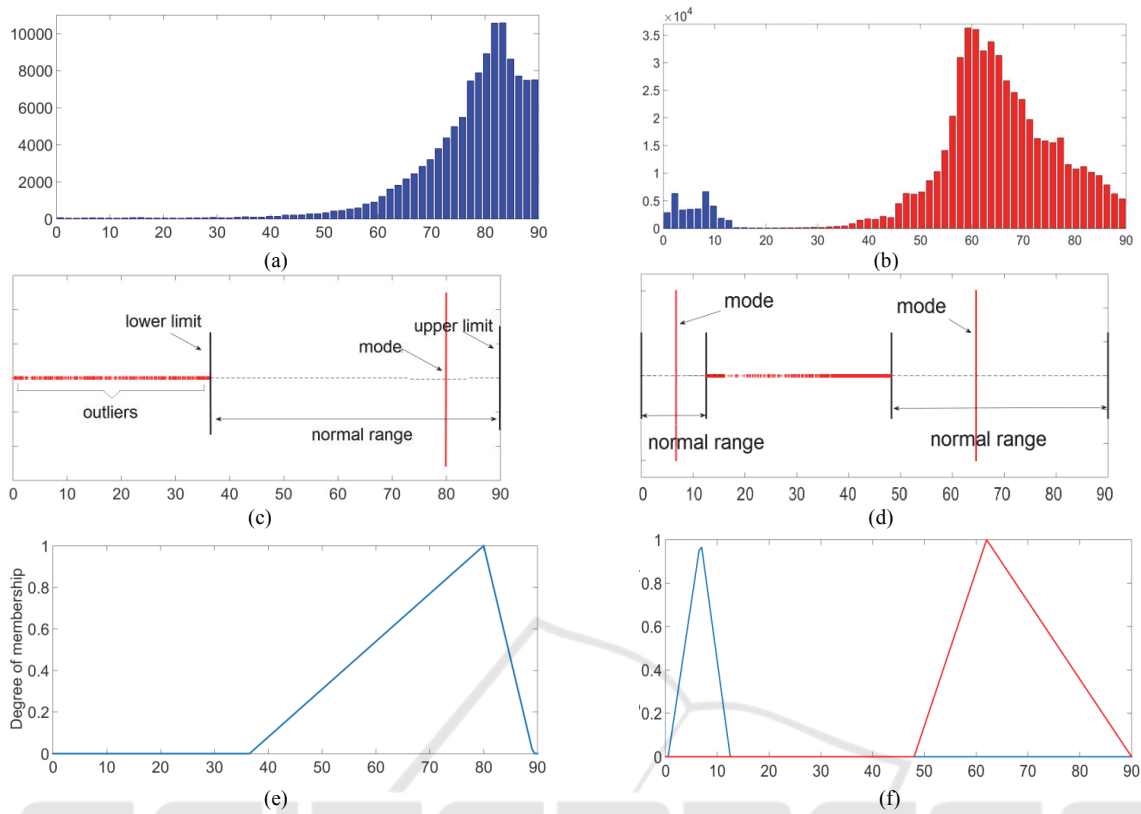 10000
8000
6000
4000
2000
0
0 10 20 30 40 50 60 70 80 90
(a)
×10⁴
3.5
3
2.5
2
1.5
1
0.5
0
0 10 20 30 40 50 60 70 80 90
(b)
lower limit
upper limit
mode
outliers
normal range
0 10 20 30 40 50 60 70 80 90
(c)
mode
mode
normal range
normal range
0 10 20 30 40 50 60 70 80 90
(d)
Degree of membership
1
0.8
0.6
0.4
0.2
0
0 10 20 30 40 50 60 70 80 90
(e)
1
0.8
0.6
0.4
0.2
0
0 10 20 30 40 50 60 70 80 90
(f)